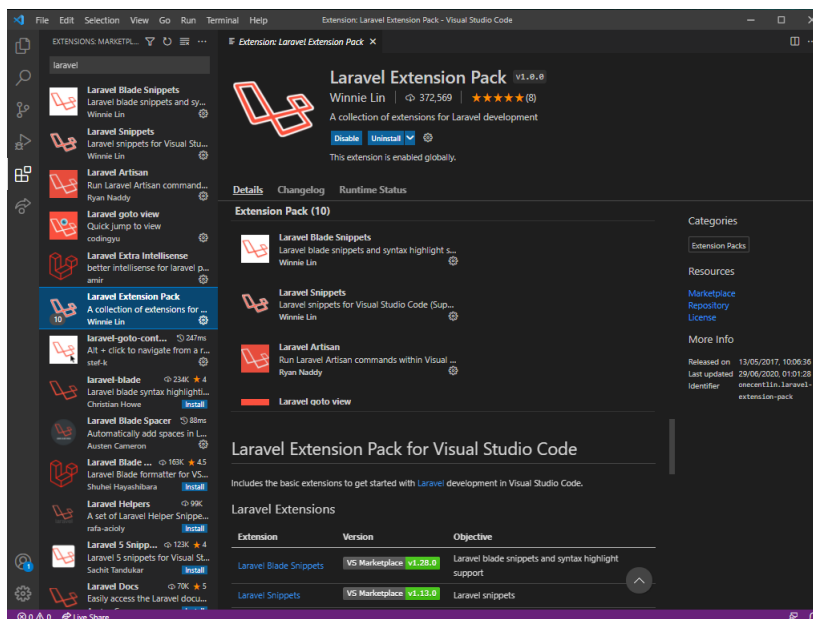 File Edit Selection View Go Run Terminal Help
Extension: Laravel Extension Pack - Visual Studio Code
EXTENSIONS: MARKETPL...
laravel
Laravel Blade Snippets
Laravel blade snippets and sy...
Winnie Lin
Laravel Snippets
Laravel snippets for Visual Stu...
Winnie Lin
Laravel Artisan
Run Laravel Artisan command...
Ryan Naddy
Laravel goto view
Quick jump to view
codingyu
Laravel Extra Intellisense
better intellisense for laravel p...
amir
Laravel Extension Pack
A collection of extensions for ...
10
Winnie Lin
laravel-goto-cont... 247ms
Alt + click to navigate from a r...
stef-k
laravel-blade 234K ★ 4
Laravel blade syntax highlighti...
Christian Howe Install
Laravel Blade Spacer 88ms
Automatically add spaces in L...
Austen Cameron
Laravel Blade ... 163K ★ 4.5
Laravel Blade formatter for VS...
Shuhei Hayashibara Install
Laravel Helpers 99K
A set of Laravel Helper Snippe...
rafa-acioly Install
Laravel 5 Snipp... 123K ★ 4
Laravel 5 snippets for Visual St...
Sachit Tandukar Install
Laravel Docs 70K ★ 5
Easily access the Laravel docu...
Extension: Laravel Extension Pack ×
Laravel Extension Pack v1.0.0
Winnie Lin | 372,569 | ★★★★★(8)
A collection of extensions for Laravel development
Disable Uninstall
This extension is enabled globally.
Details Changelog Runtime Status
Extension Pack (10)
Laravel Blade Snippets
Laravel blade snippets and syntax highlight s...
Winnie Lin
Laravel Snippets
Laravel snippets for Visual Studio Code (Sup...
Winnie Lin
Laravel Artisan
Run Laravel Artisan commands within Visual ...
Ryan Naddy
Laravel goto view
Laravel Extension Pack for Visual Studio Code
Includes the basic extensions to get started with Laravel development in Visual Studio Code.
Laravel Extensions
Extension Version Objective
Laravel Blade Snippets VS Marketplace v1.28.0 Laravel blade snippets and syntax highlight
support
Laravel Snippets VS Marketplace v1.13.0 Laravel snippets
Categories
Extension Packs
Resources
Marketplace
Repository
License
More Info
Released on 13/05/2017, 10:06:36
Last updated 29/06/2020, 01:01:28
Identifier onecentlin.laravel-
extension-pack
1
0 0 Live Share